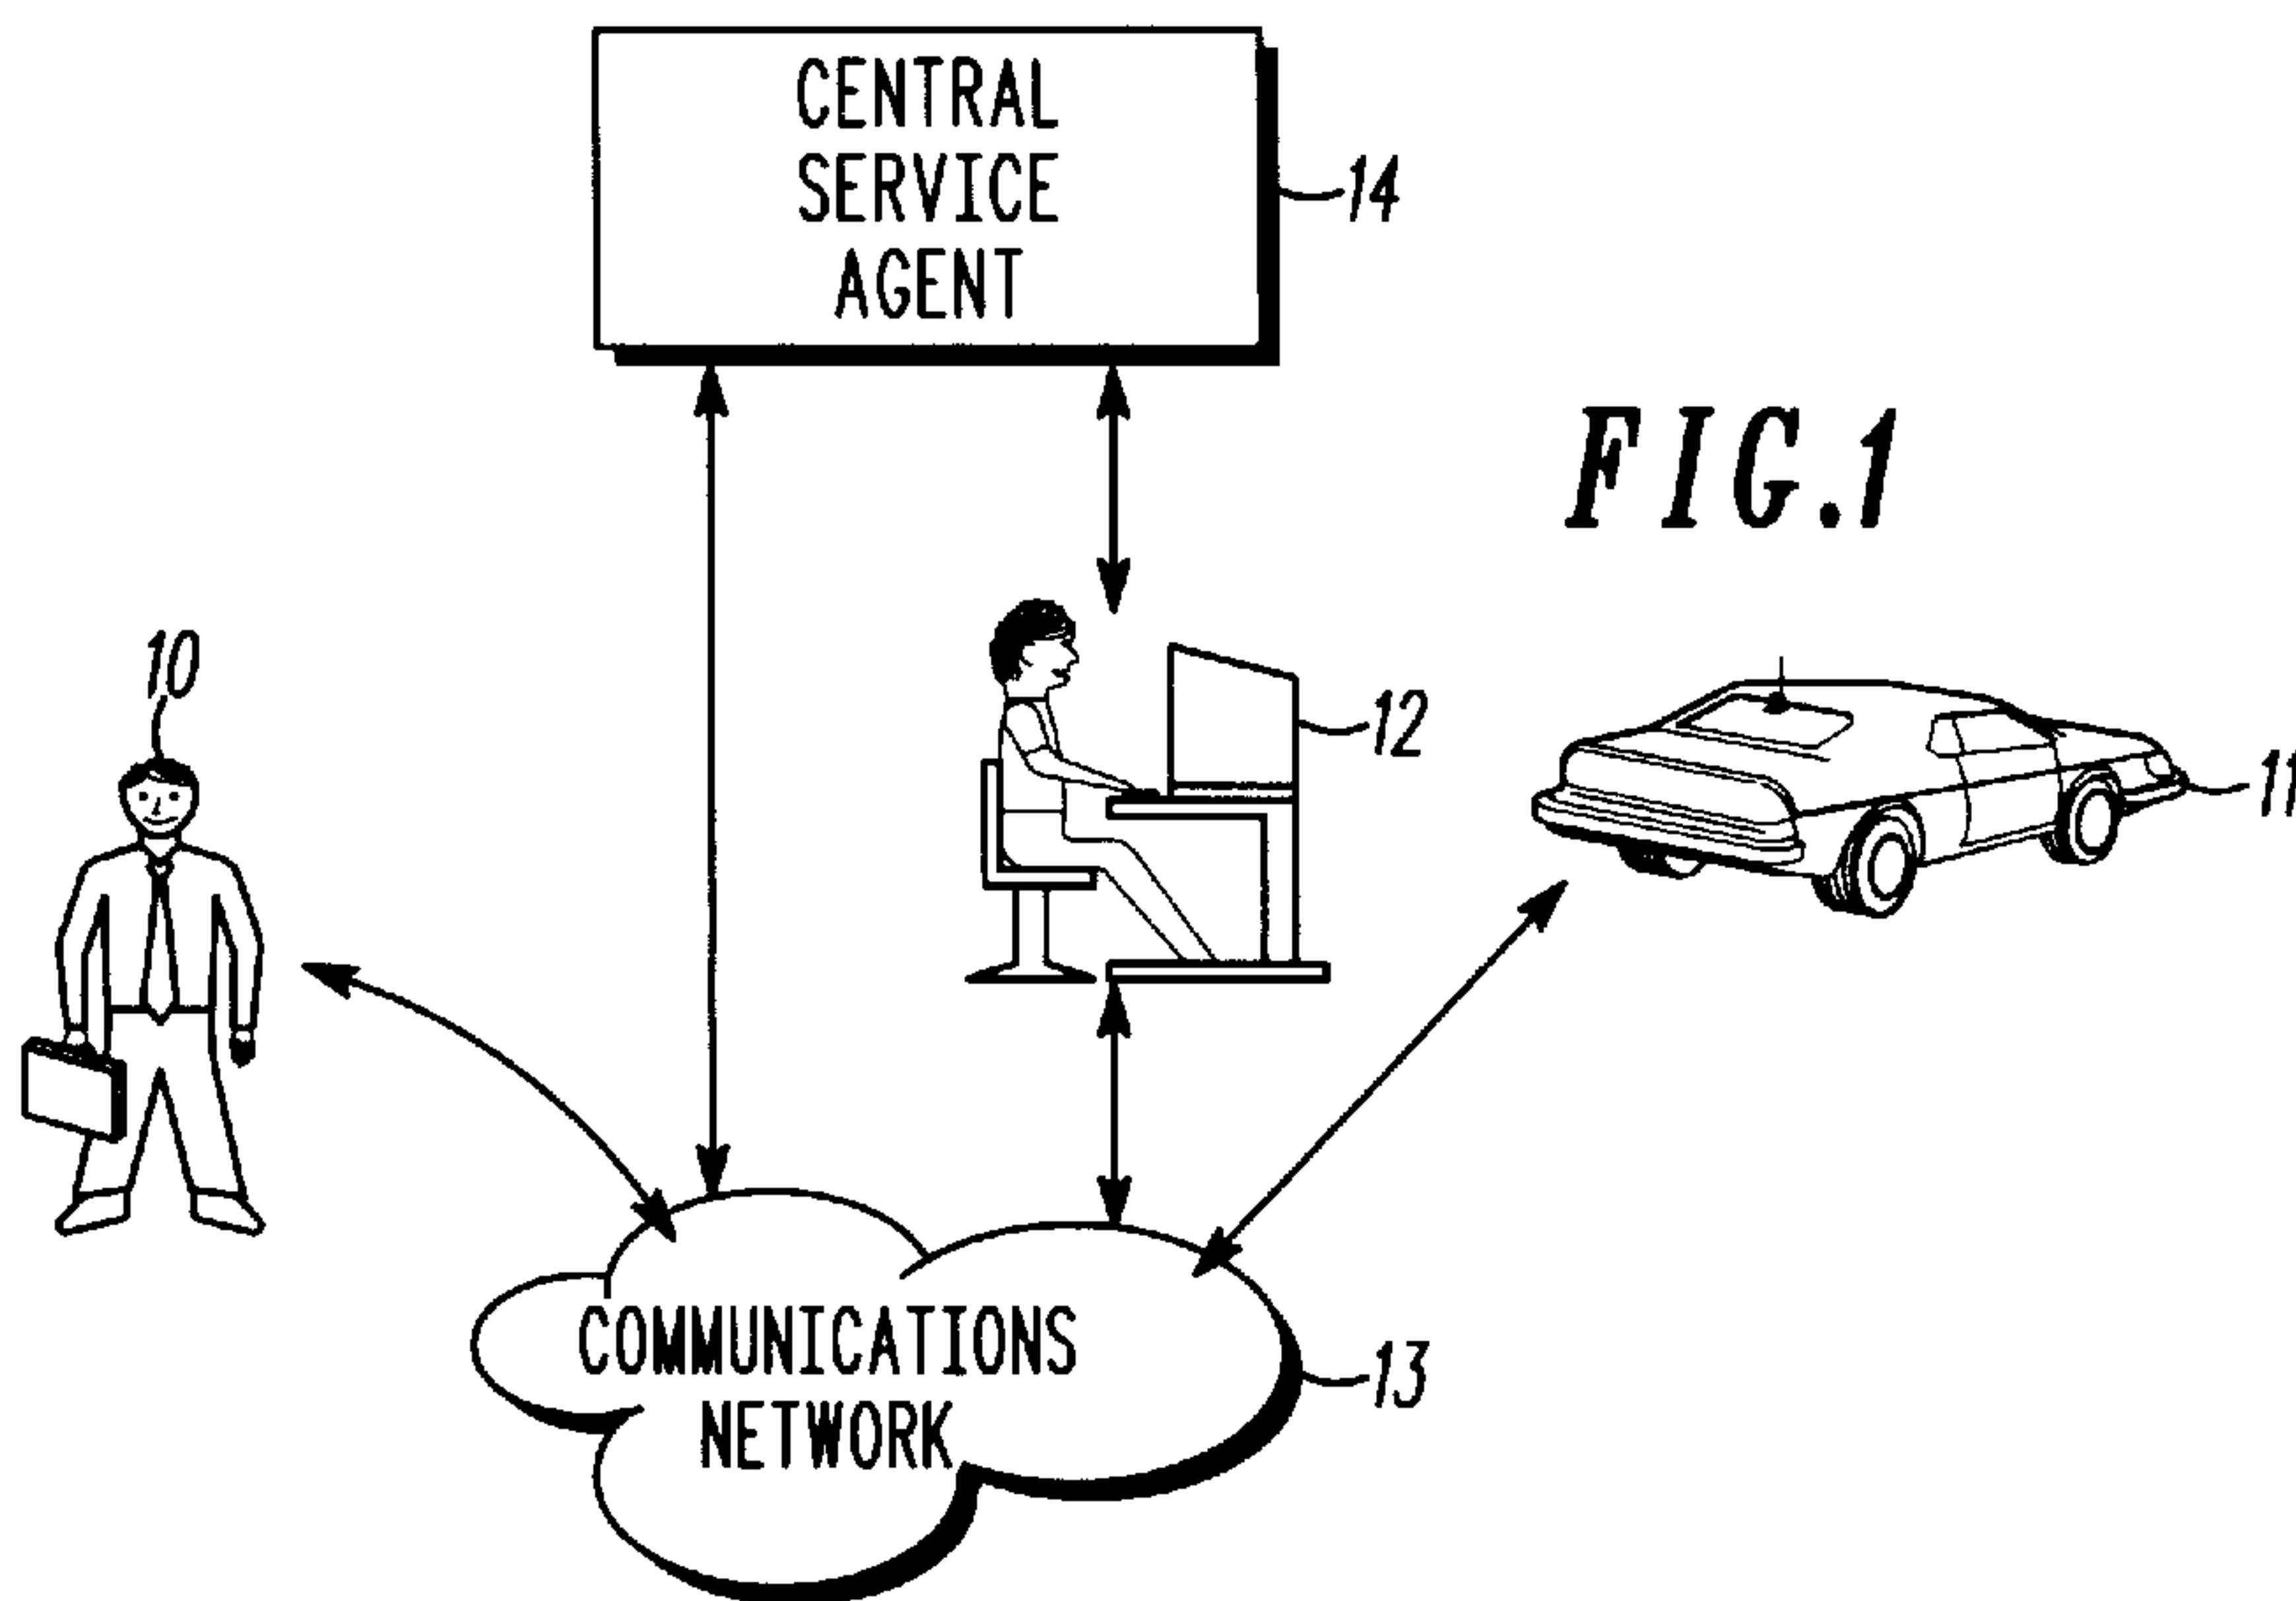 CENTRAL
SERVICE
AGENT
14
FIG.1
10
12
11
COMMUNICATIONS
NETWORK
13